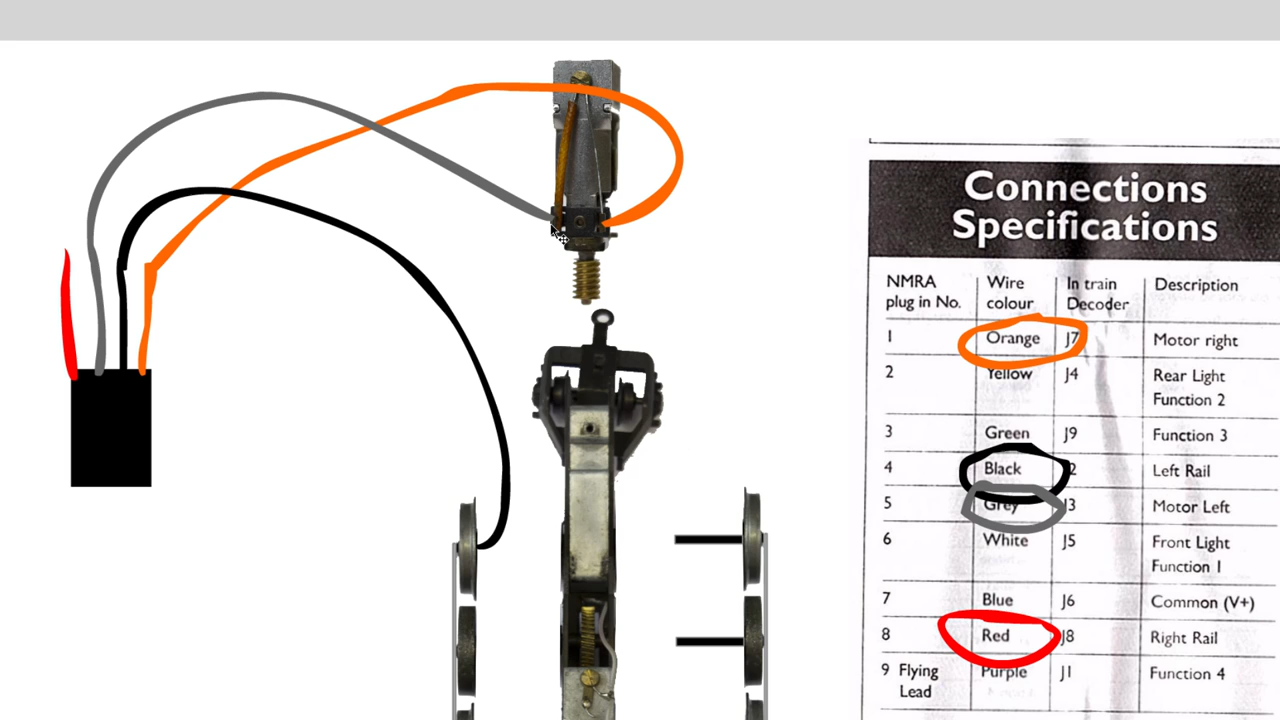 Connections
Specifications
NMRA plug in No. Wire colour In train Decoder Description
1 Orange J7 Motor right
2 Yellow J4 Rear Light Function 2
3 Green J9 Function 3
4 Black J2 Left Rail
5 Grey J3 Motor Left
6 White J5 Front Light Function 1
7 Blue J6 Common (V+)
8 Red J8 Right Rail
9 Flying Lead Purple J1 Function 4